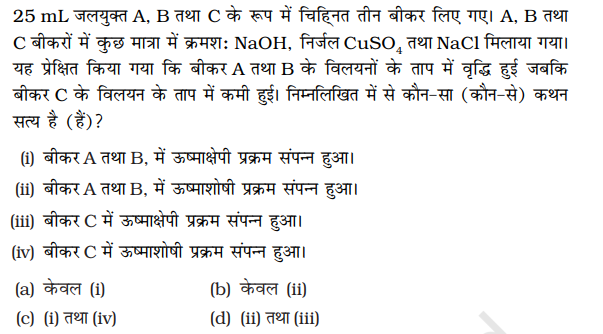 25 mL जलयुक्त A, B तथा C के रूप में चिह्नित तीन बीकर लिए गए। A, B तथा
C बीकरों में कुछ मात्रा में क्रमश: NaOH, निर्जल CuSO₄ तथा NaCl मिलाया गया।
यह प्रेक्षित किया गया कि बीकर A तथा B के विलयनों के ताप में वृद्धि हुई जबकि
बीकर C के विलयन के ताप में कमी हुई। निम्नलिखित में से कौन-सा (कौन-से) कथन
सत्य है (हैं)?
(i) बीकर A तथा B, में ऊष्माक्षेपी प्रक्रम संपन्न हुआ।
(ii) बीकर A तथा B, में ऊष्माशोषी प्रक्रम संपन्न हुआ।
(iii) बीकर C में ऊष्माक्षेपी प्रक्रम संपन्न हुआ।
(iv) बीकर C में ऊष्माशोषी प्रक्रम संपन्न हुआ।
(a) केवल (i) (b) केवल (ii)
(c) (i) तथा (iv) (d) (ii) तथा (iii)